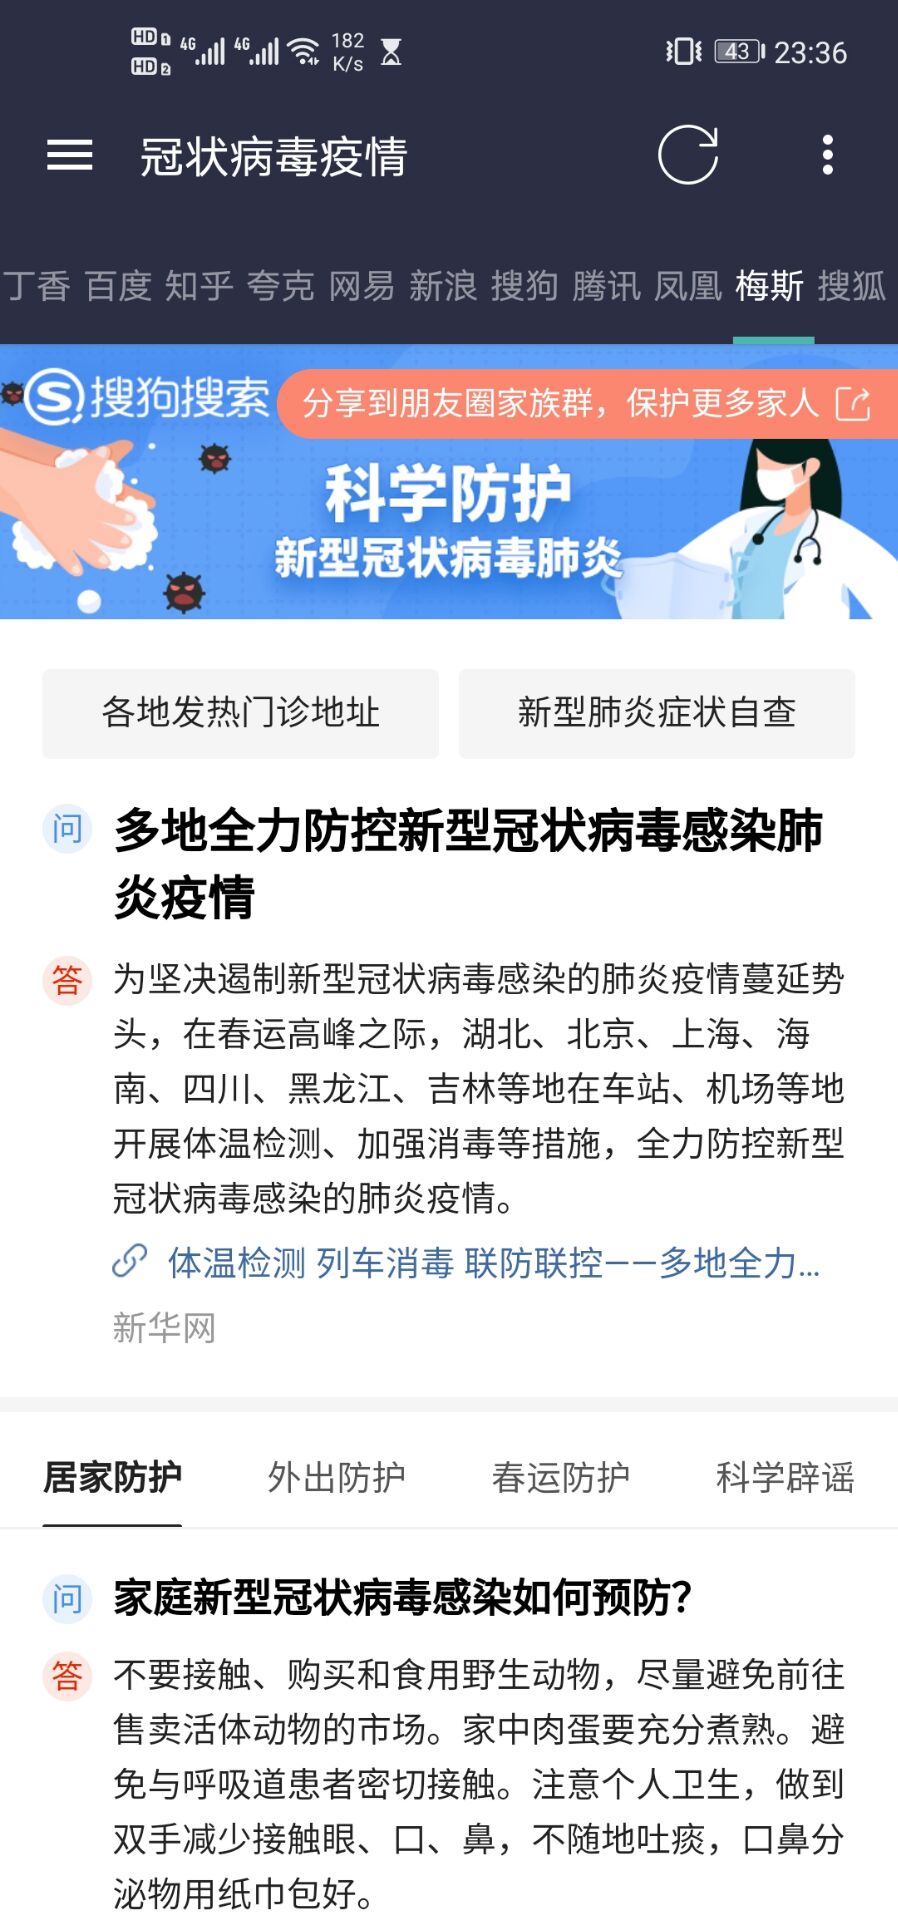 HD 1 4G 4G 182 43 23:36
HD 2 K/s
冠状病毒疫情
丁香 百度 知乎 夸克 网易 新浪 搜狗 腾讯 凤凰 梅斯 搜狐
S 搜狗搜索 分享到朋友圈家族群，保护更多家人
科学防护
新型冠状病毒肺炎
各地发热门诊地址 新型肺炎症状自查
问 多地全力防控新型冠状病毒感染肺
炎疫情
答 为坚决遏制新型冠状病毒感染的肺炎疫情蔓延势
头，在春运高峰之际，湖北、北京、上海、海
南、四川、黑龙江、吉林等地在车站、机场等地
开展体温检测、加强消毒等措施，全力防控新型
冠状病毒感染的肺炎疫情。
体温检测 列车消毒 联防联控——多地全力...
新华网
居家防护 外出防护 春运防护 科学辟谣
问 家庭新型冠状病毒感染如何预防?
答 不要接触、购买和食用野生动物，尽量避免前往
售卖活体动物的市场。家中肉蛋要充分煮熟。避
免与呼吸道患者密切接触。注意个人卫生，做到
双手减少接触眼、口、鼻，不随地吐痰，口鼻分
泌物用纸巾包好。